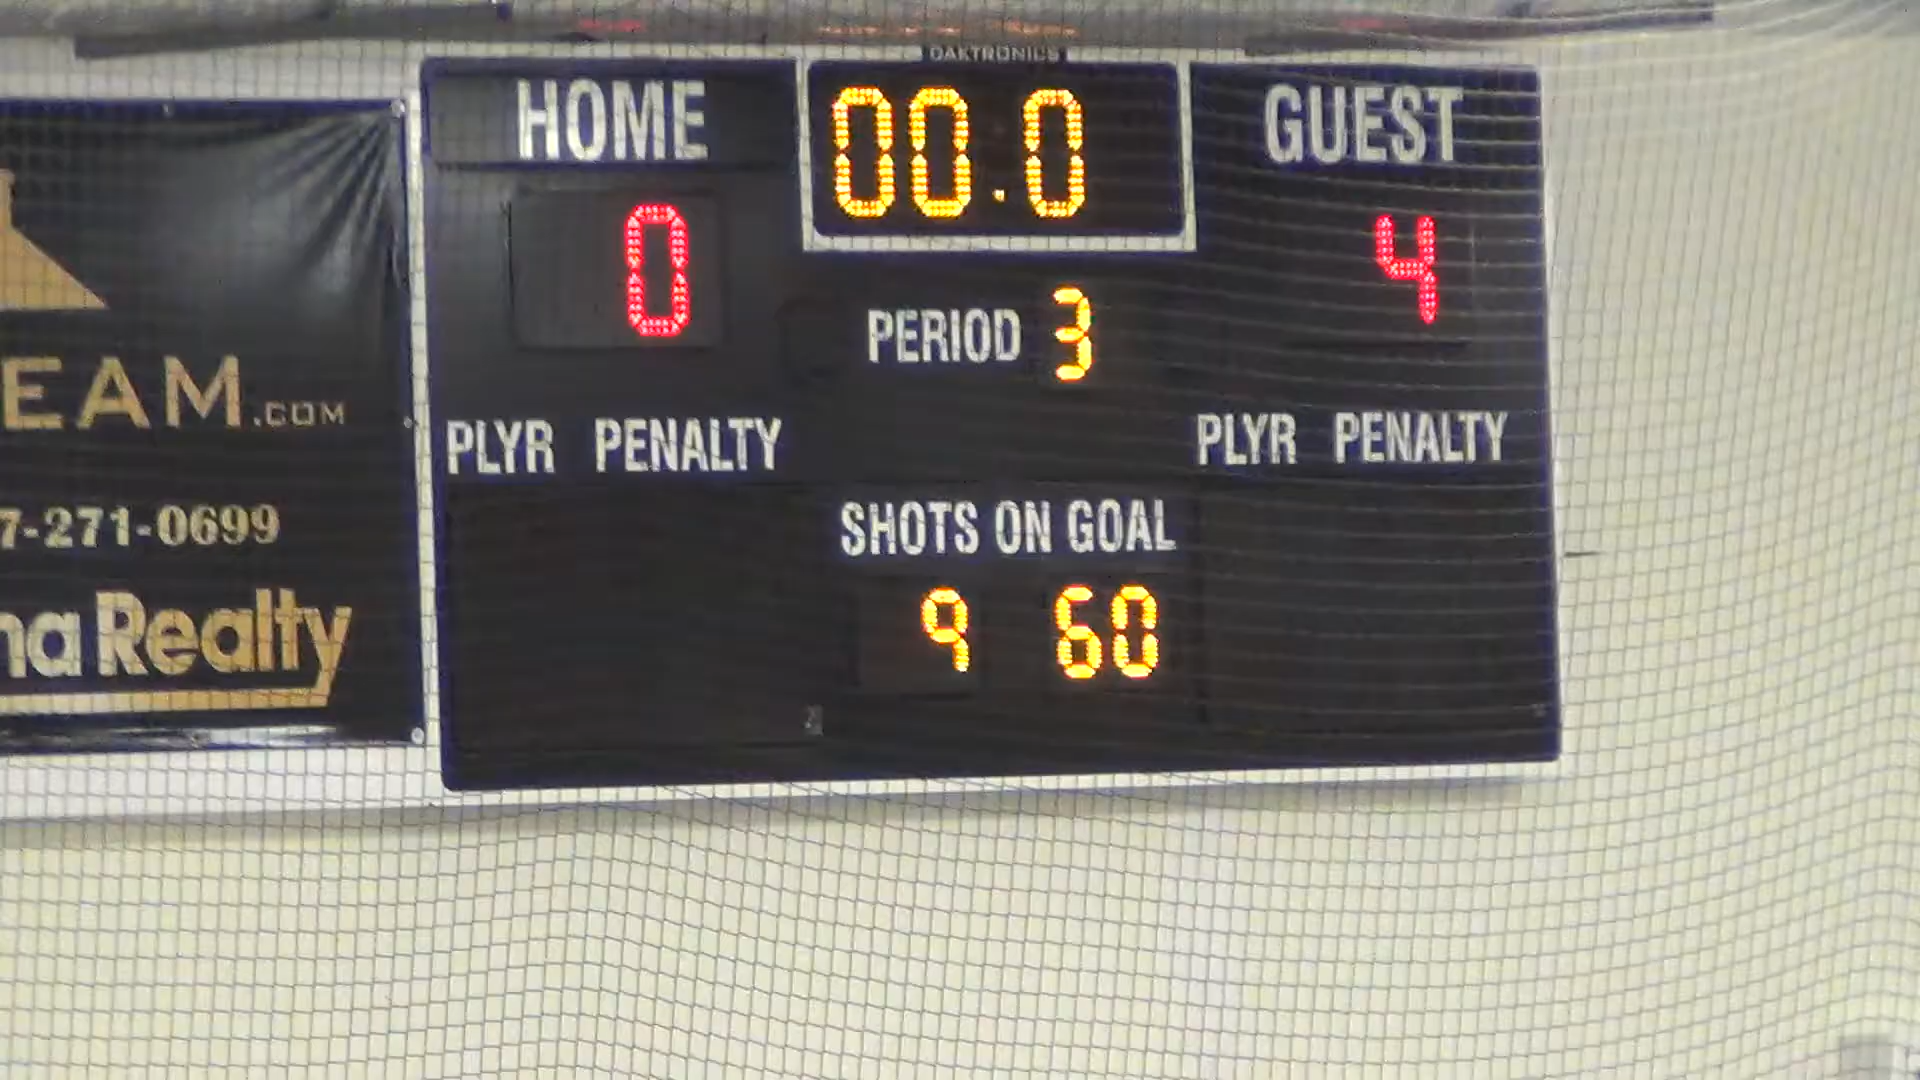 DAKTRONICS
HOME
00.0
GUEST
0
4
PERIOD 3
PLYR PENALTY
PLYR PENALTY
SHOTS ON GOAL
9 60
EAM.COM
7-271-0699
na Realty